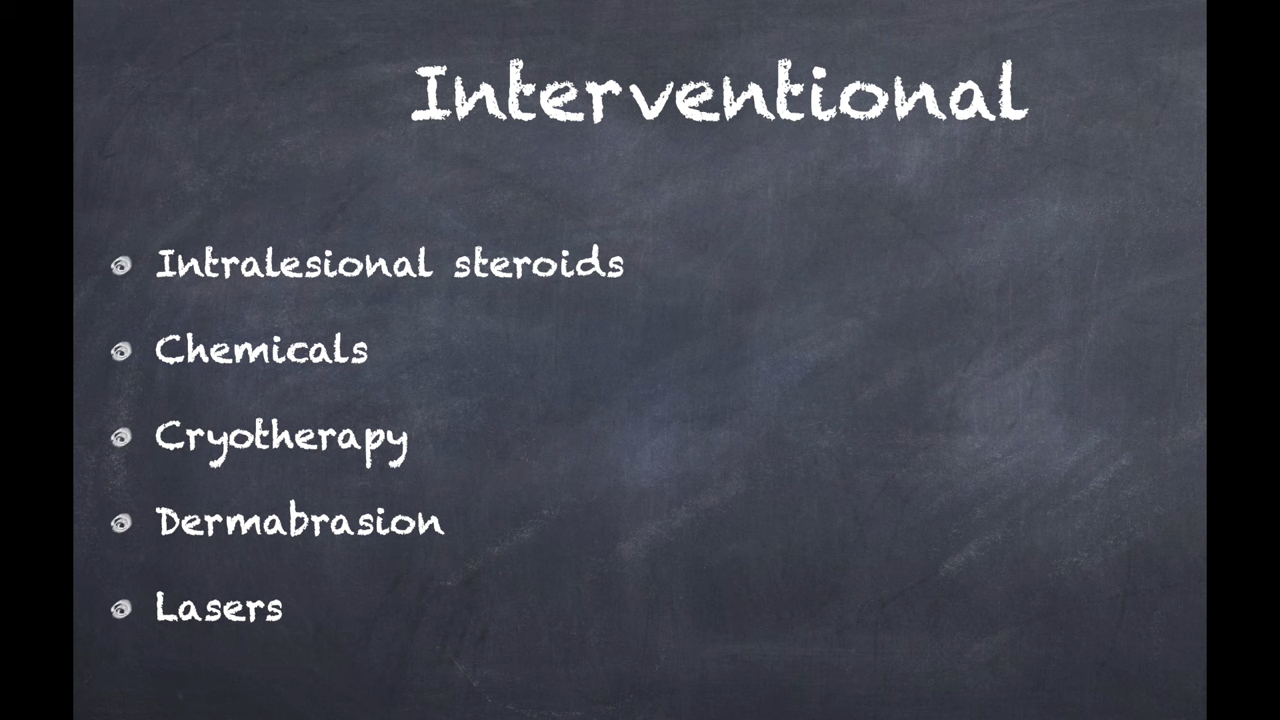 Interventional
Intralesional steroids
Chemicals
Cryotherapy
Dermabrasion
Lasers